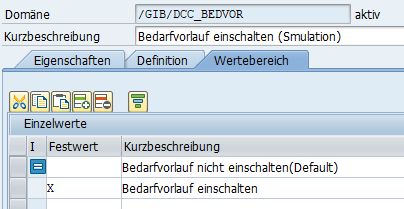 Domäne /GIB/DCC_BEDVOR aktiv
Kurzbeschreibung Bedarfvorlauf einschalten (Simulation)
Eigenschaften Definition Wertebereich
Einzelwerte
I Festwert Kurzbeschreibung
Bedarfvorlauf nicht einschalten(Default)
X Bedarfvorlauf einschalten